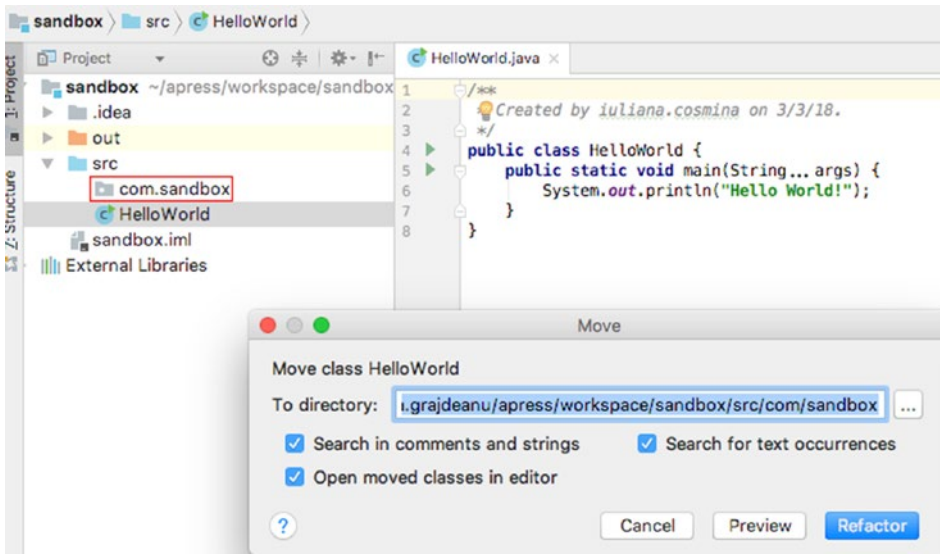 sandbox src HelloWorld
1: Project
Project
sandbox ~/apress/workspace/sandbox
.idea
out
src
com.sandbox
HelloWorld
sandbox.iml
External Libraries
Z: Structure
HelloWorld.java
1 /**
2 Created by iuliana.cosmina on 3/3/18.
3 */
4 public class HelloWorld {
5 public static void main(String... args) {
6 System.out.println("Hello World!");
7 }
8 }
Move
Move class HelloWorld
To directory: .grajdeanu/apress/workspace/sandbox/src/com/sandbox ...
Search in comments and strings Search for text occurrences
Open moved classes in editor
? Cancel Preview Refactor